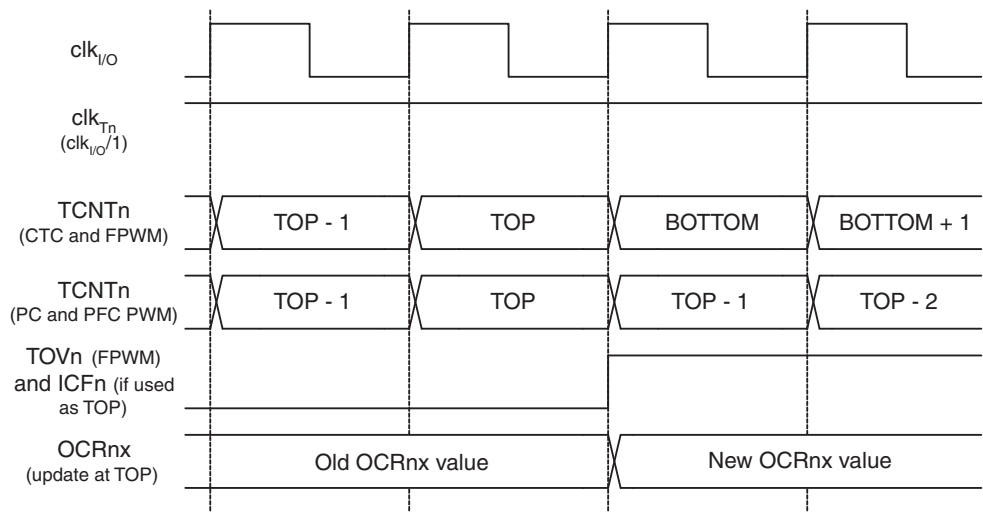 clkI/O
clkTn
(clkI/O/1)
TCNTn
(CTC and FPWM)
TOP - 1
TOP
BOTTOM
BOTTOM + 1
TCNTn
(PC and PFC PWM)
TOP - 1
TOP
TOP - 1
TOP - 2
TOVn (FPWM)
and ICFn (if used
as TOP)
OCRnx
(update at TOP)
Old OCRnx value
New OCRnx value